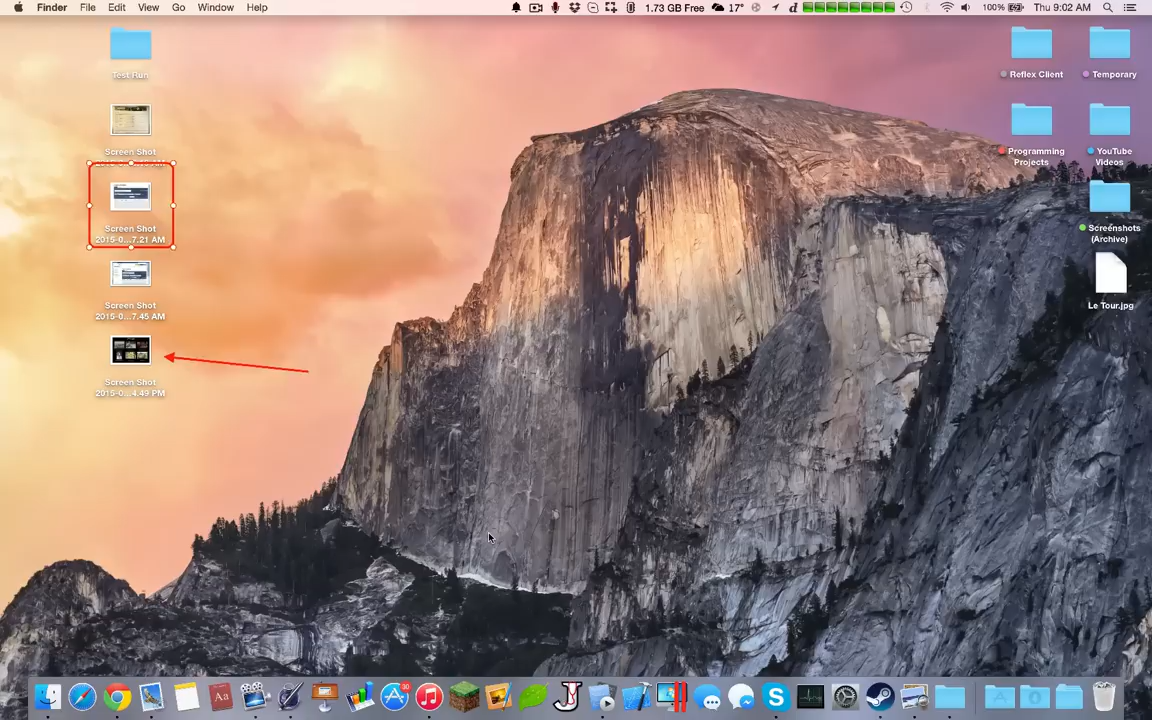 Finder File Edit View Go Window Help
1.73 GB Free 17° 100% Thu 9:02 AM
Test Run
Screen Shot
Screen Shot
2015-0...7.21 AM
Screen Shot
2015-0...7.45 AM
Screen Shot
2015-0...4.49 PM
Reflex Client
Temporary
Programming
Projects
YouTube
Videos
Screenshots
(Archive)
Le Tour.jpg